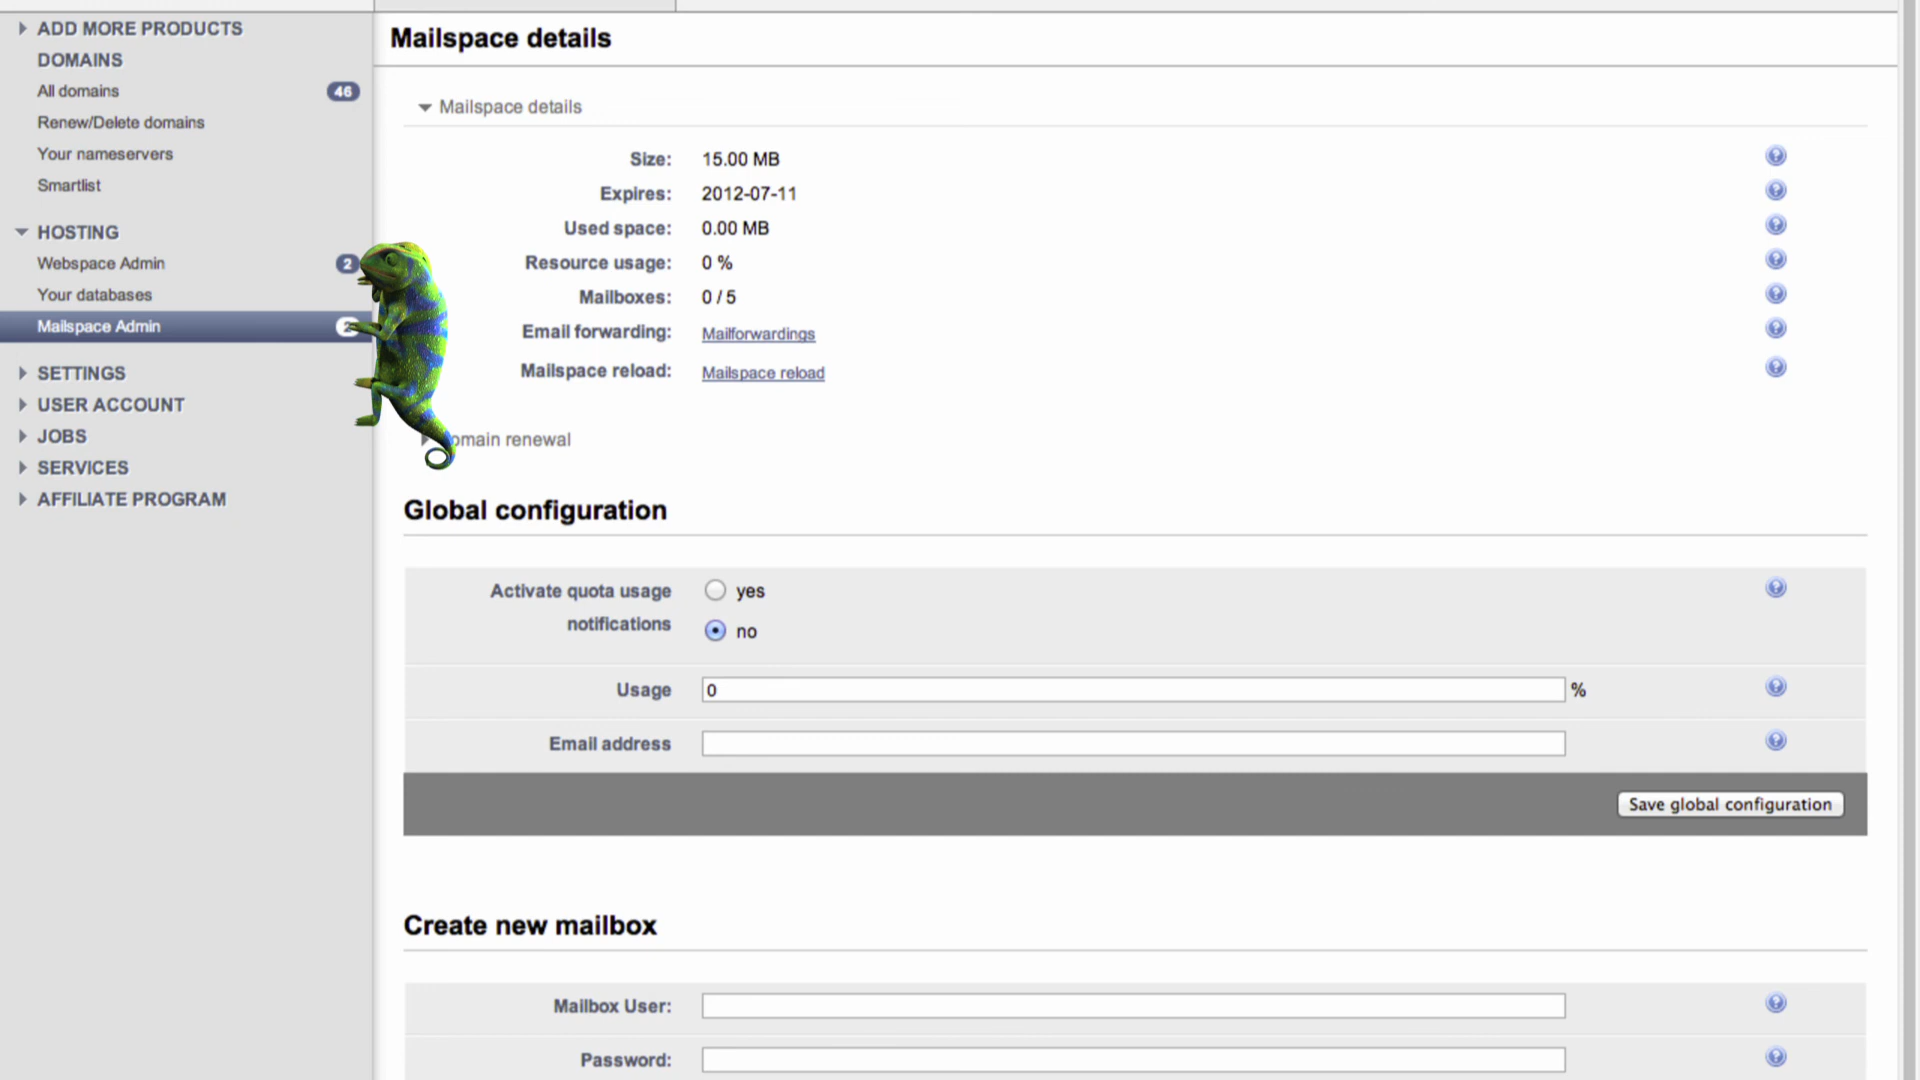 ADD MORE PRODUCTS
DOMAINS
All domains 46
Renew/Delete domains
Your nameservers
Smartlist
HOSTING
Webspace Admin 2
Your databases
Mailspace Admin 2
SETTINGS
USER ACCOUNT
JOBS
SERVICES
AFFILIATE PROGRAM
Mailspace details
Mailspace details
Size: 15.00 MB
Expires: 2012-07-11
Used space: 0.00 MB
Resource usage: 0 %
Mailboxes: 0 / 5
Email forwarding: Mailforwardings
Mailspace reload: Mailspace reload
omain renewal
Global configuration
Activate quota usage
notifications
yes
no
Usage 0 %
Email address
Save global configuration
Create new mailbox
Mailbox User:
Password: